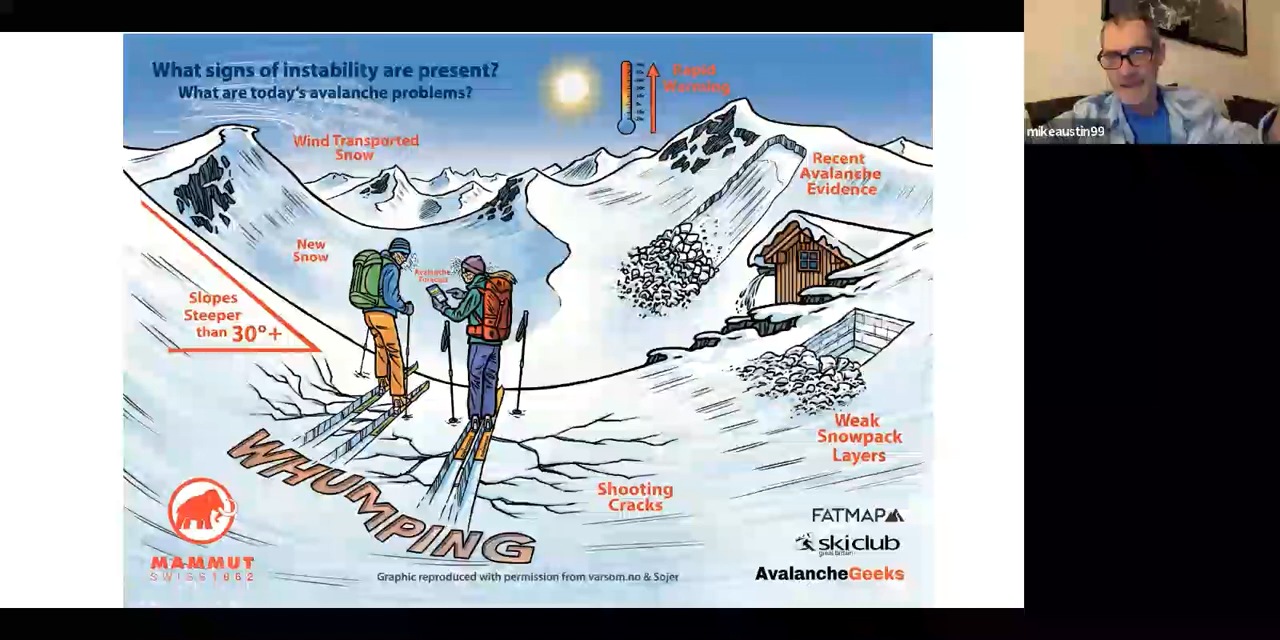 What signs of instability are present?
What are today's avalanche problems?
Rapid
Warming
mikeaustin99
Wind Transported
Snow
Recent
Avalanche
Evidence
New
Snow
Avalanche
Forecast
Slopes
Steeper
than 30°+
Weak
Snowpack
Layers
WHUMPING
Shooting
Cracks
MAMMUT
SWISS 1862
FATMAP
skiclub
great britain
AvalancheGeeks
Graphic reproduced with permission from varsom.no & Sojer